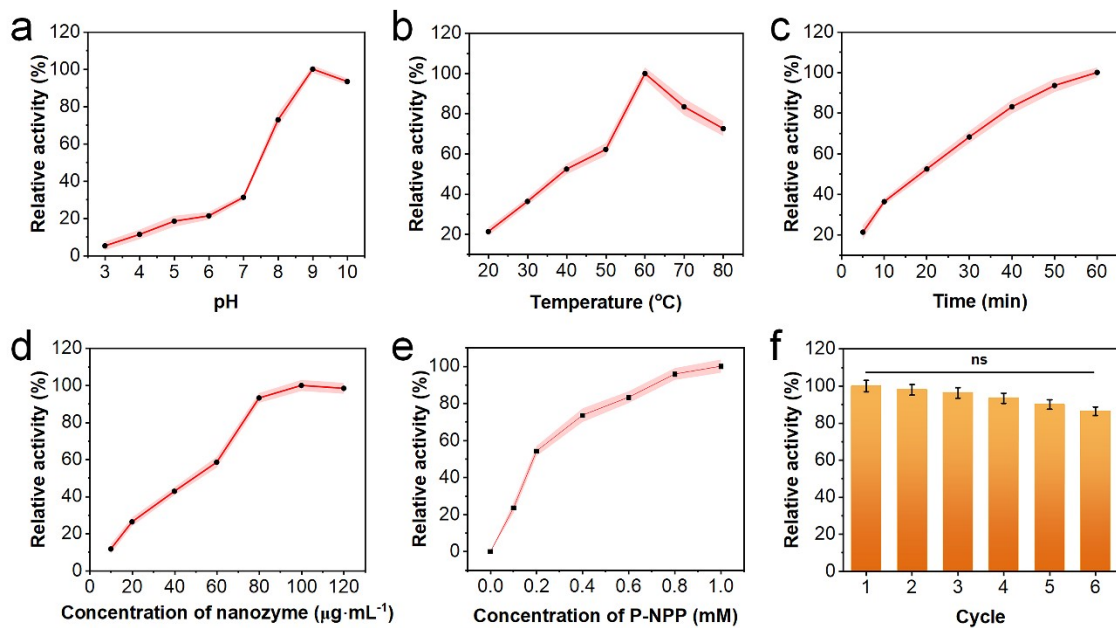 a
Relative activity (%)
120
100
80
60
40
20
0
3 4 5 6 7 8 9 10
pH
b
Relative activity (%)
120
100
80
60
40
20
20 30 40 50 60 70 80
Temperature (°C)
c
Relative activity (%)
120
100
80
60
40
20
0 10 20 30 40 50 60
Time (min)
d
Relative activity (%)
120
100
80
60
40
20
0
0 20 40 60 80 100 120
Concentration of nanozyme (μg·mL⁻¹)
e
Relative activity (%)
100
80
60
40
20
0
0.0 0.2 0.4 0.6 0.8 1.0
Concentration of P-NPP (mM)
f
Relative activity (%)
120
100
80
60
40
20
0
ns
1 2 3 4 5 6
Cycle